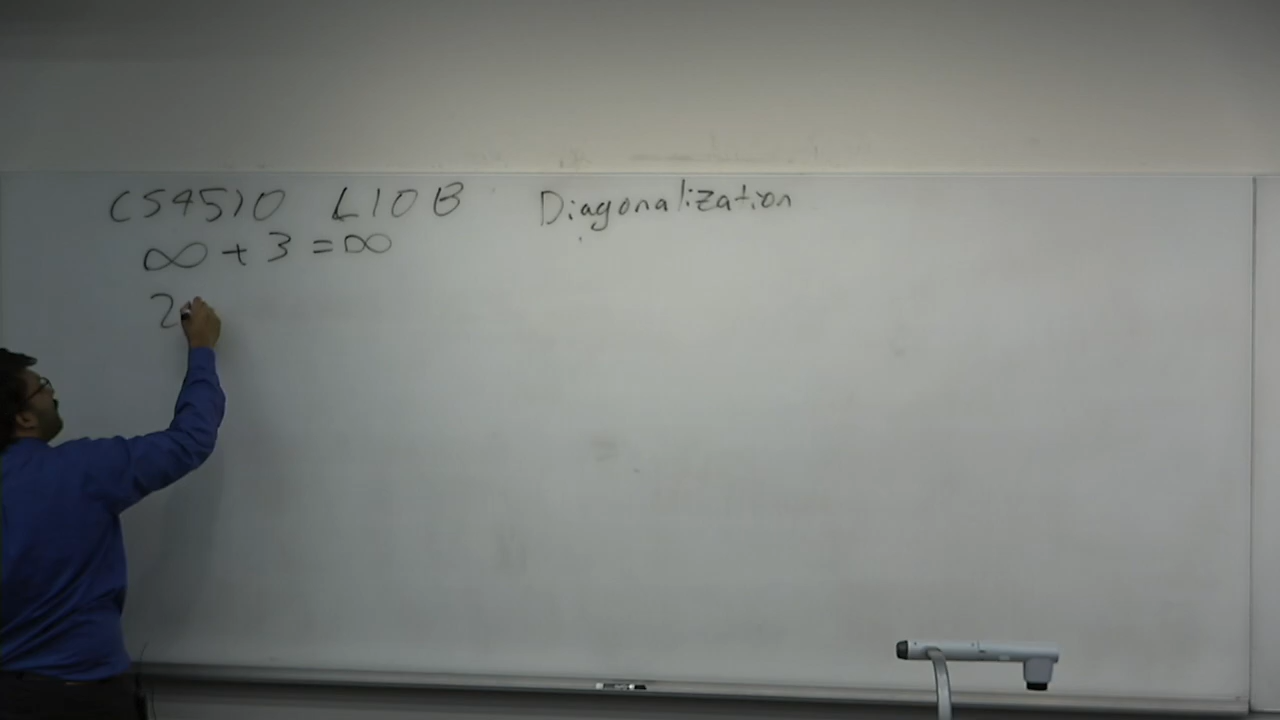 CS4510 L10B Diagonalization
∞ + 3 = ∞
2